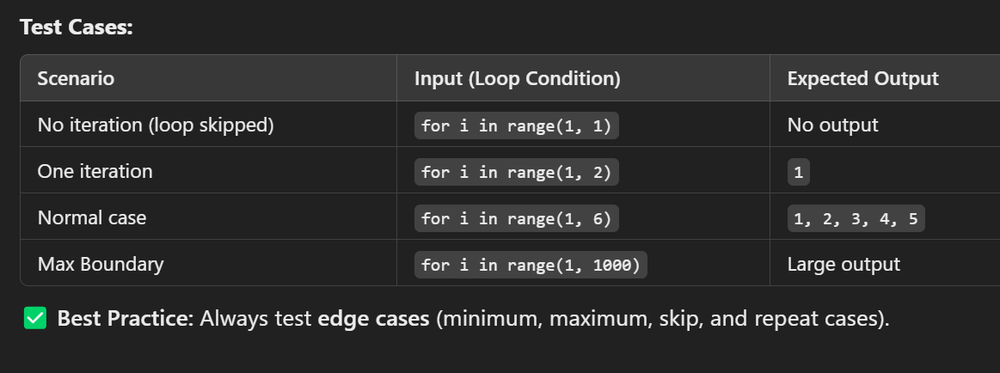 Test Cases:
Scenario Input (Loop Condition) Expected Output
No iteration (loop skipped) for i in range(1, 1) No output
One iteration for i in range(1, 2) 1
Normal case for i in range(1, 6) 1, 2, 3, 4, 5
Max Boundary for i in range(1, 1000) Large output
✅ Best Practice: Always test edge cases (minimum, maximum, skip, and repeat cases).